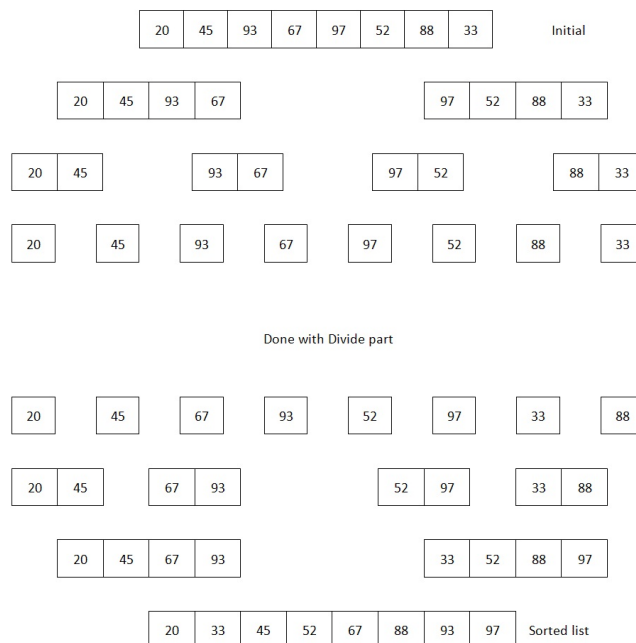 20 45 93 67 97 52 88 33 Initial
20 45 93 67 97 52 88 33
20 45 93 67 97 52 88 33
20 45 93 67 97 52 88 33
Done with Divide part
20 45 67 93 52 97 33 88
20 45 67 93 52 97 33 88
20 45 67 93 33 52 88 97
20 33 45 52 67 88 93 97 Sorted list